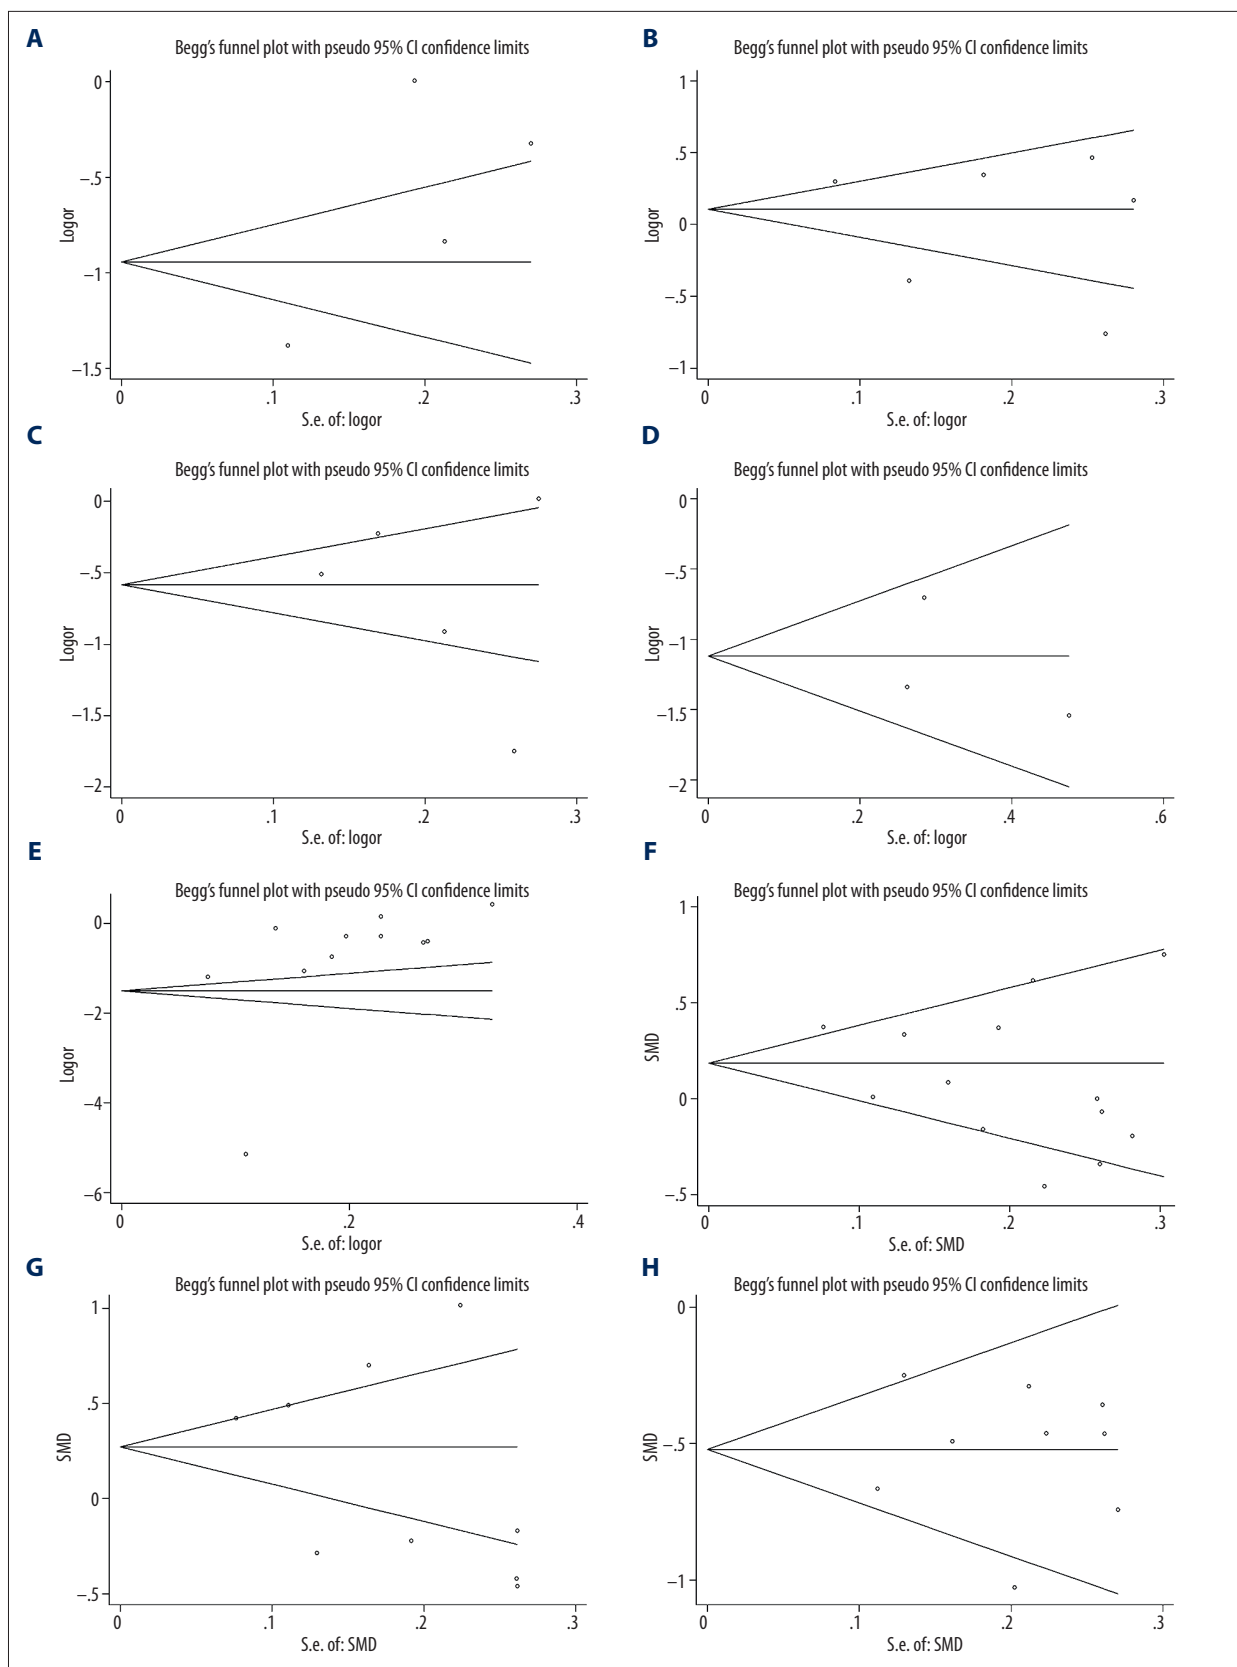 A
Begg's funnel plot with pseudo 95% CI confidence limits
0
−.5
−1
−1.5
Logor
0 .1 .2 .3
S.e. of: logor
B
Begg's funnel plot with pseudo 95% CI confidence limits
1
.5
0
−.5
−1
Logor
0 .1 .2 .3
S.e. of: logor
C
Begg's funnel plot with pseudo 95% CI confidence limits
0
−.5
−1
−1.5
−2
Logor
0 .1 .2 .3
S.e. of: logor
D
Begg's funnel plot with pseudo 95% CI confidence limits
0
−.5
−1
−1.5
−2
Logor
0 .2 .4 .6
S.e. of: logor
E
Begg's funnel plot with pseudo 95% CI confidence limits
0
−2
−4
−6
Logor
0 .2 .4
S.e. of: logor
F
Begg's funnel plot with pseudo 95% CI confidence limits
1
.5
0
−.5
SMD
0 .1 .2 .3
S.e. of: SMD
G
Begg's funnel plot with pseudo 95% CI confidence limits
1
.5
0
−.5
SMD
0 .1 .2 .3
S.e. of: SMD
H
Begg's funnel plot with pseudo 95% CI confidence limits
0
−.5
−1
SMD
0 .1 .2 .3
S.e. of: SMD